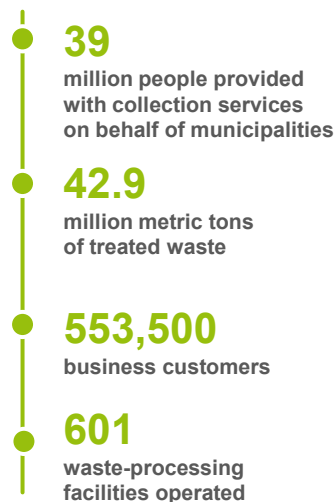 39
million people provided
with collection services
on behalf of municipalities
42.9
million metric tons
of treated waste
553,500
business customers
601
waste-processing
facilities operated